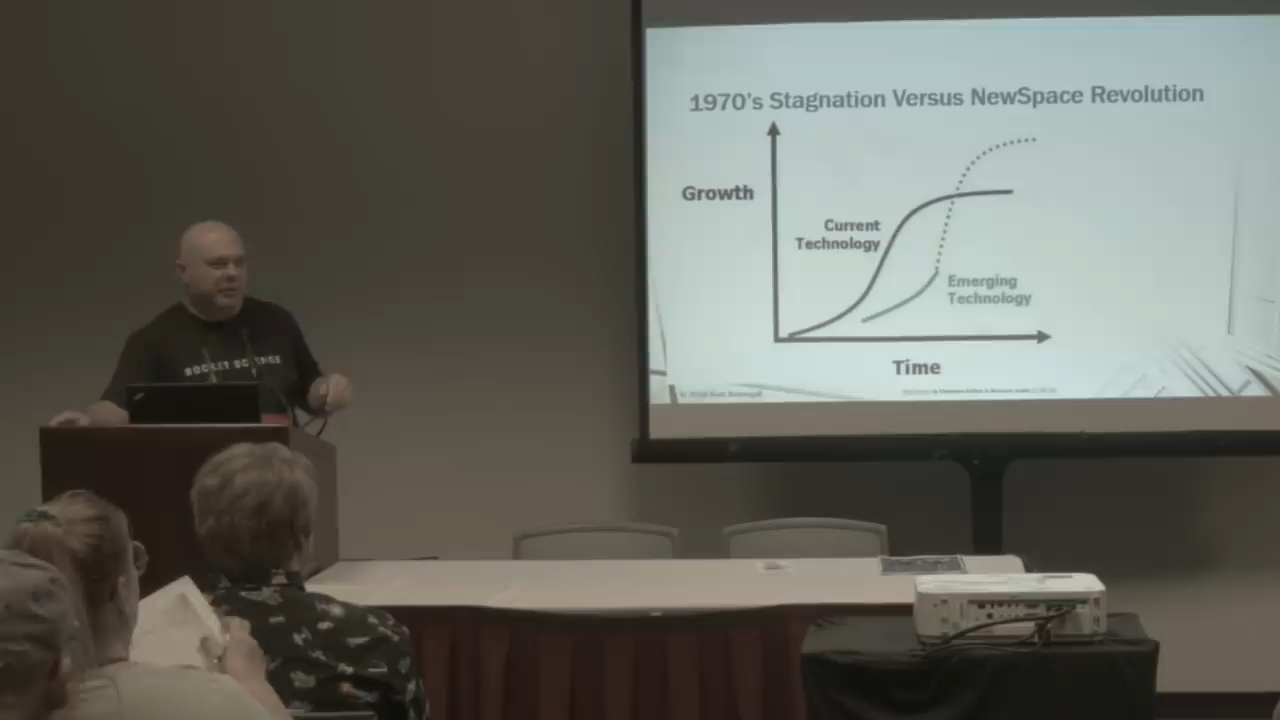 1970's Stagnation Versus NewSpace Revolution
Growth
Current
Technology
Emerging
Technology
Time
ROCKET SCIENCE